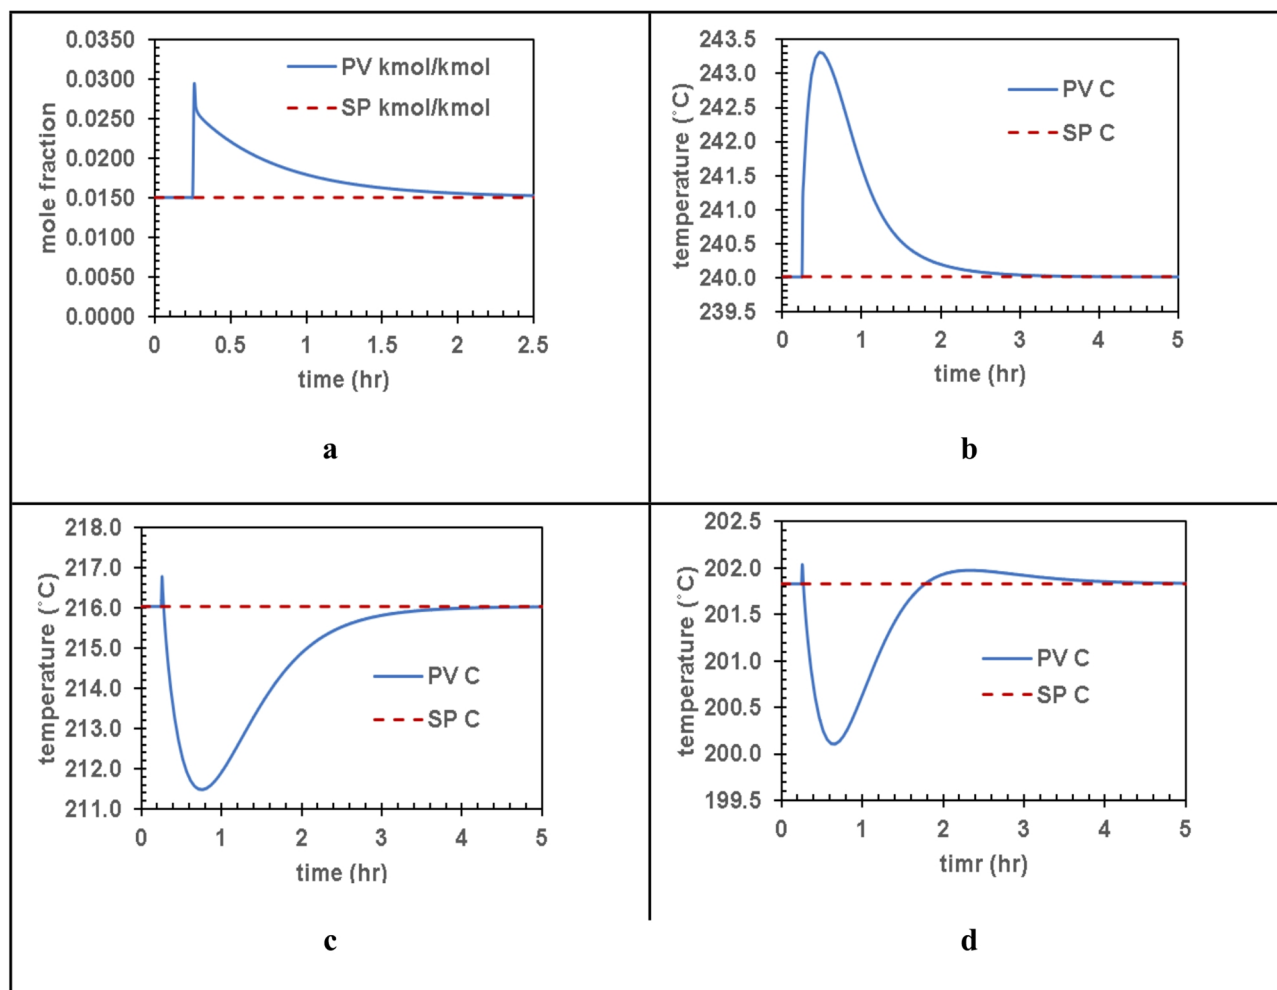 0.0350
0.0300
0.0250
0.0200
0.0150
0.0100
0.0050
0.0000
mole fraction
PV kmol/kmol
SP kmol/kmol
0 0.5 1 1.5 2 2.5
time (hr)
a
243.5
243.0
242.5
242.0
241.5
241.0
240.5
240.0
239.5
temperature (°C)
PV C
SP C
0 1 2 3 4 5
time (hr)
b
218.0
217.0
216.0
215.0
214.0
213.0
212.0
211.0
temperature (°C)
PV C
SP C
0 1 2 3 4 5
time (hr)
c
202.5
202.0
201.5
201.0
200.5
200.0
199.5
temperature (°C)
PV C
SP C
0 1 2 3 4 5
timr (hr)
d